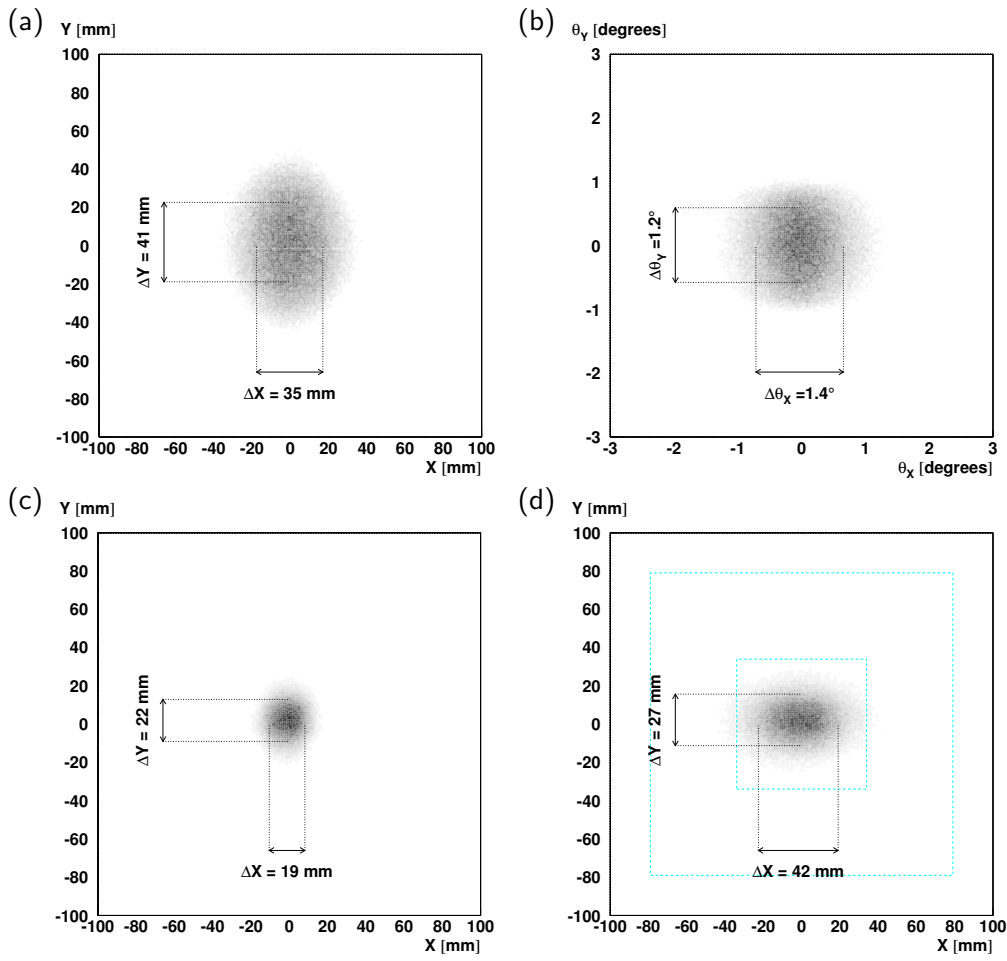 (a)
Y [mm]
100
80
60
40
20
0
-20
-40
-60
-80
-100
ΔY = 41 mm
ΔX = 35 mm
-100 -80 -60 -40 -20 0 20 40 60 80 100
X [mm]
(b)
θY [degrees]
3
2
1
0
-1
-2
-3
ΔθY =1.2°
ΔθX =1.4°
-3 -2 -1 0 1 2 3
θX [degrees]
(c)
Y [mm]
100
80
60
40
20
0
-20
-40
-60
-80
-100
ΔY = 22 mm
ΔX = 19 mm
-100 -80 -60 -40 -20 0 20 40 60 80 100
X [mm]
(d)
Y [mm]
100
80
60
40
20
0
-20
-40
-60
-80
-100
ΔY = 27 mm
ΔX = 42 mm
-100 -80 -60 -40 -20 0 20 40 60 80 100
X [mm]